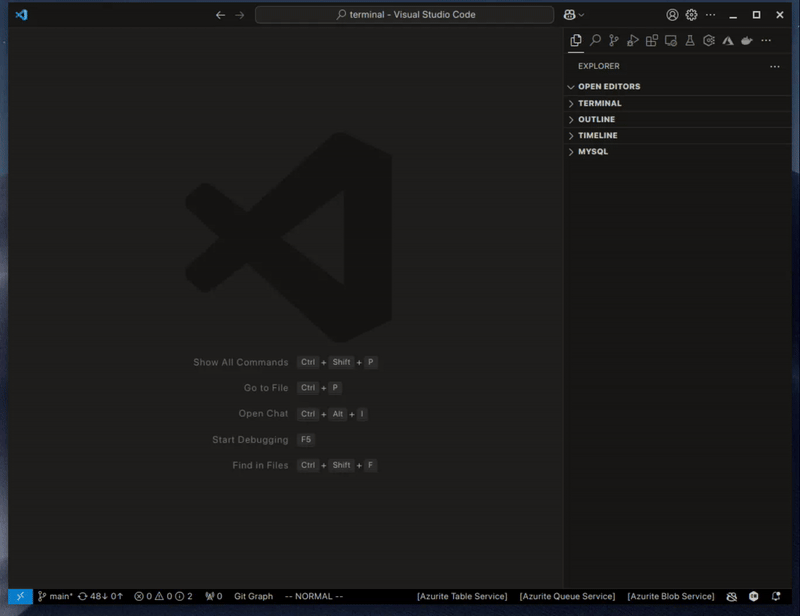 terminal - Visual Studio Code
EXPLORER
OPEN EDITORS
TERMINAL
OUTLINE
TIMELINE
MYSQL
Show All Commands Ctrl + Shift + P
Go to File Ctrl + P
Open Chat Ctrl + Alt + I
Start Debugging F5
Find in Files Ctrl + Shift + F
main* 48↓ 0↑ 0 0 2 0 Git Graph -- NORMAL -- [Azurite Table Service] [Azurite Queue Service] [Azurite Blob Service]